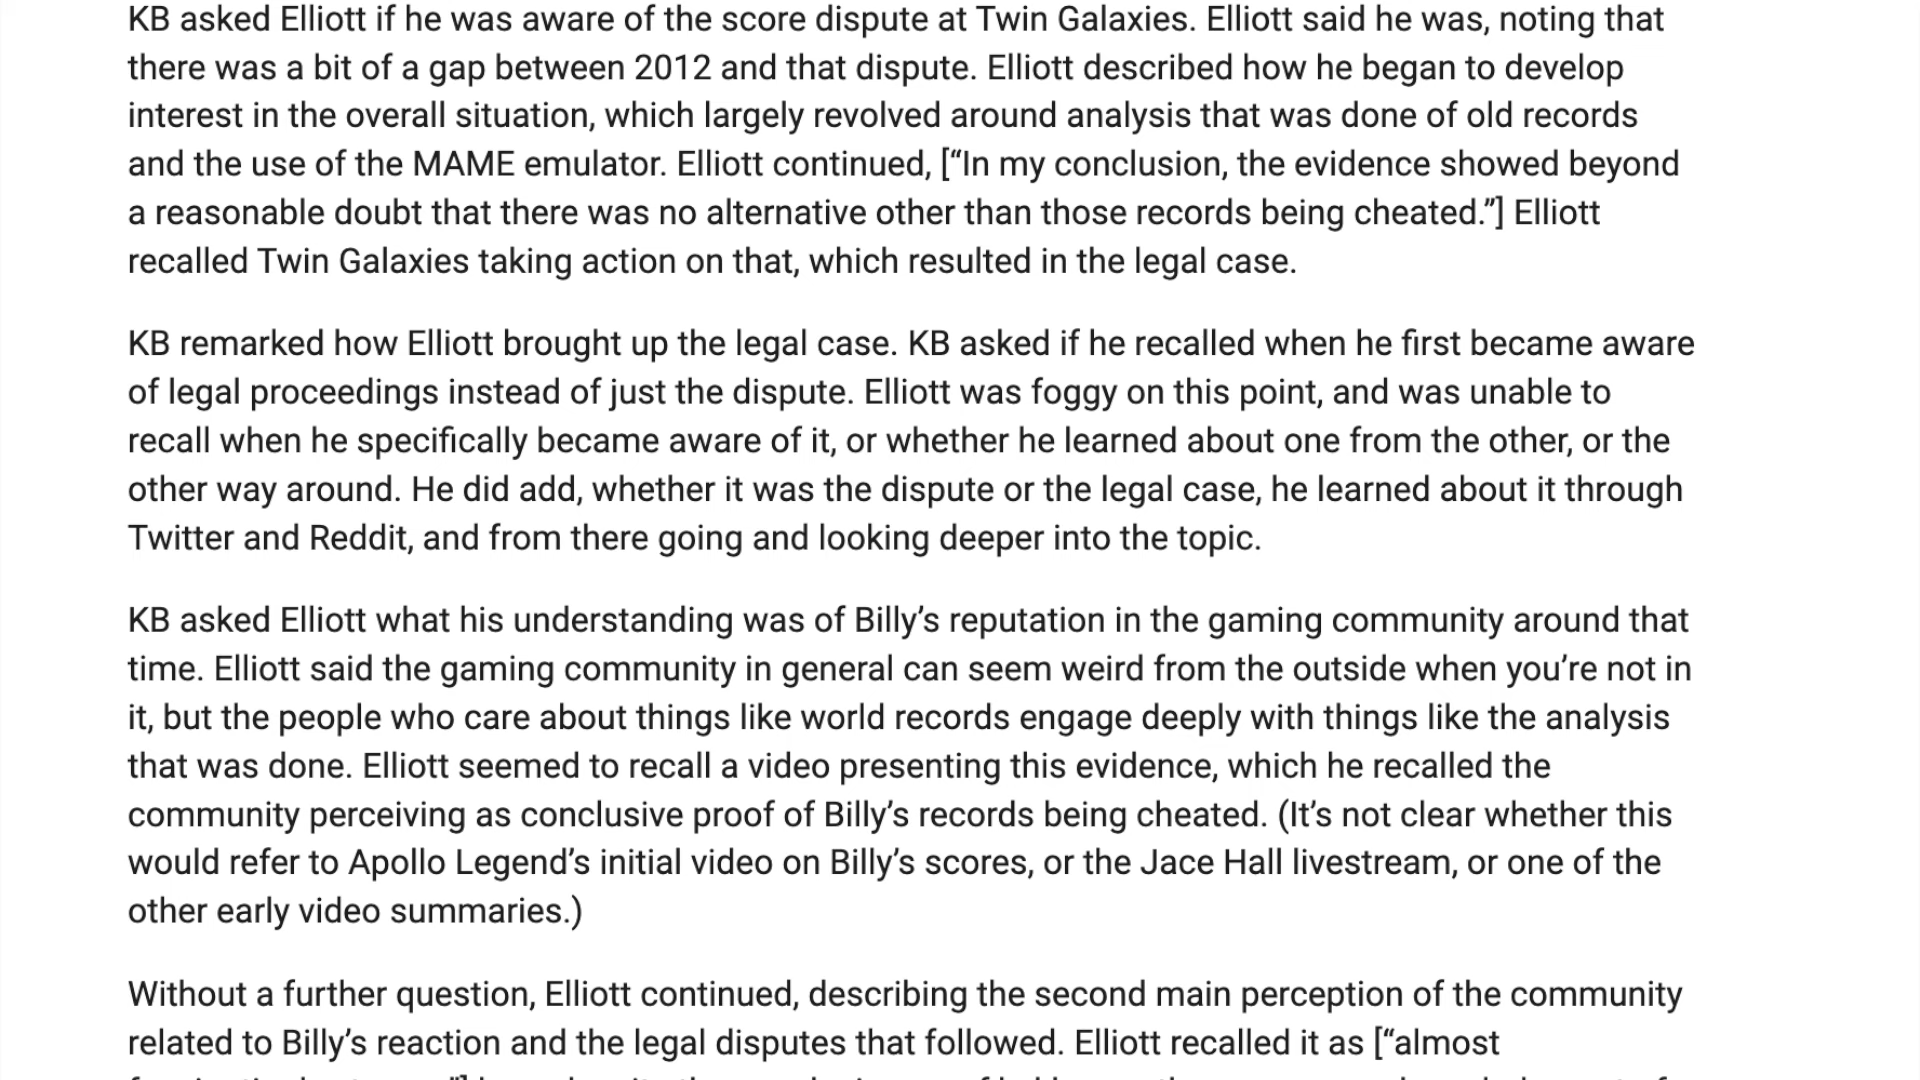 KB asked Elliott if he was aware of the score dispute at Twin Galaxies. Elliott said he was, noting that
there was a bit of a gap between 2012 and that dispute. Elliott described how he began to develop
interest in the overall situation, which largely revolved around analysis that was done of old records
and the use of the MAME emulator. Elliott continued, [“In my conclusion, the evidence showed beyond
a reasonable doubt that there was no alternative other than those records being cheated.”] Elliott
recalled Twin Galaxies taking action on that, which resulted in the legal case.
KB remarked how Elliott brought up the legal case. KB asked if he recalled when he first became aware
of legal proceedings instead of just the dispute. Elliott was foggy on this point, and was unable to
recall when he specifically became aware of it, or whether he learned about one from the other, or the
other way around. He did add, whether it was the dispute or the legal case, he learned about it through
Twitter and Reddit, and from there going and looking deeper into the topic.
KB asked Elliott what his understanding was of Billy’s reputation in the gaming community around that
time. Elliott said the gaming community in general can seem weird from the outside when you’re not in
it, but the people who care about things like world records engage deeply with things like the analysis
that was done. Elliott seemed to recall a video presenting this evidence, which he recalled the
community perceiving as conclusive proof of Billy’s records being cheated. (It’s not clear whether this
would refer to Apollo Legend’s initial video on Billy’s scores, or the Jace Hall livestream, or one of the
other early video summaries.)
Without a further question, Elliott continued, describing the second main perception of the community
related to Billy’s reaction and the legal disputes that followed. Elliott recalled it as [“almost